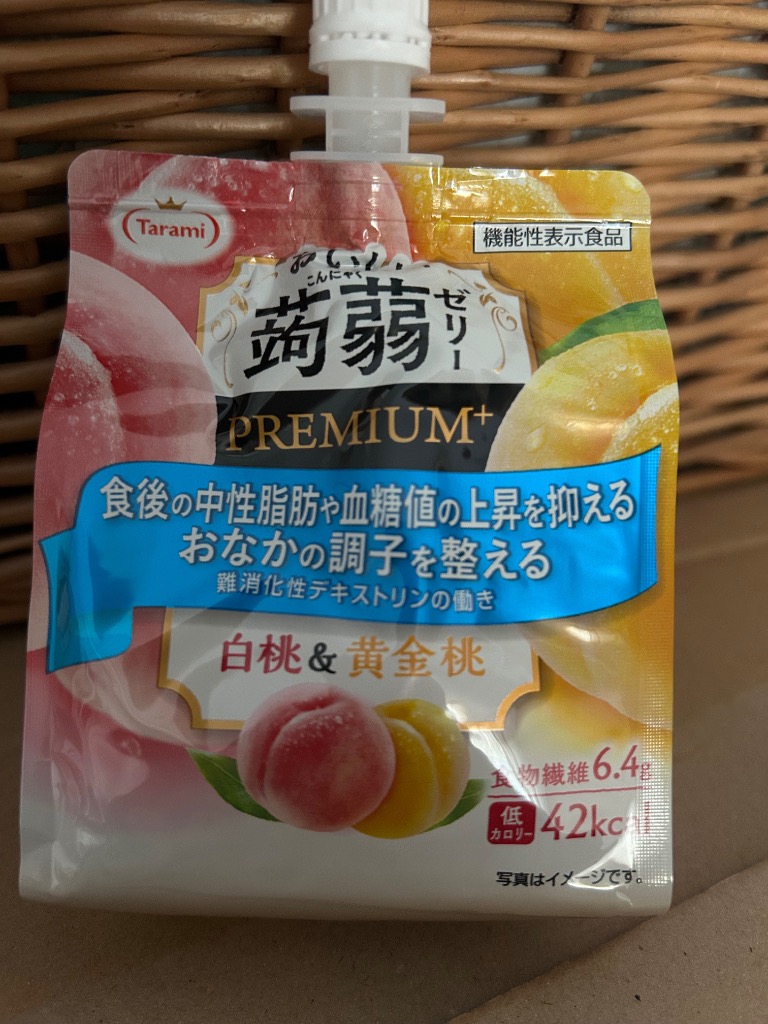 Tarami
機能性表示食品
おいしい
こんにゃく
蒟蒻
ゼリー
PREMIUM+
食後の中性脂肪や血糖値の上昇を抑える
おなかの調子を整える
難消化性デキストリンの働き
白桃&黄金桃
食物繊維6.4g
低
カロリー
42kcal
写真はイメージです。